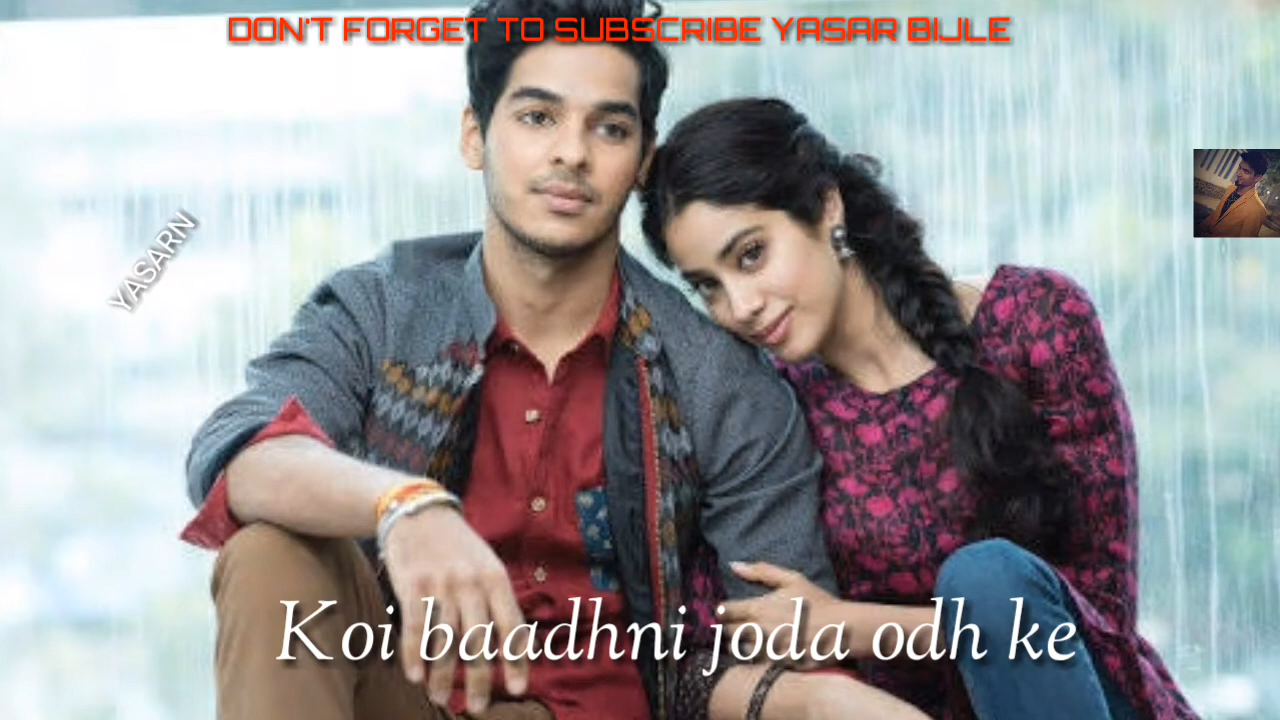 DON'T FORGET TO SUBSCRIBE YASAR BIJLE
YASARN
Koi baadhni joda odh ke